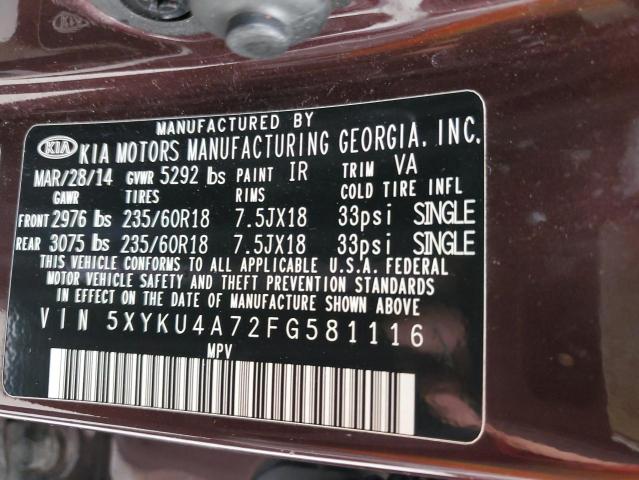 KIA
MANUFACTURED BY
KIA KIA MOTORS MANUFACTURING GEORGIA, INC.
MAR/28/14 GVWR 5292 lbs PAINT IR TRIM VA
GAWR TIRES RIMS COLD TIRE INFL
FRONT 2976 lbs 235/60R18 7.5JX18 33psi SINGLE
REAR 3075 lbs 235/60R18 7.5JX18 33psi SINGLE
THIS VEHICLE CONFORMS TO ALL APPLICABLE U.S.A. FEDERAL
MOTOR VEHICLE SAFETY AND THEFT PREVENTION STANDARDS
IN EFFECT ON THE DATE OF MANUFACTURE SHOWN ABOVE.
VIN 5XYKU4A72FG581116
MPV